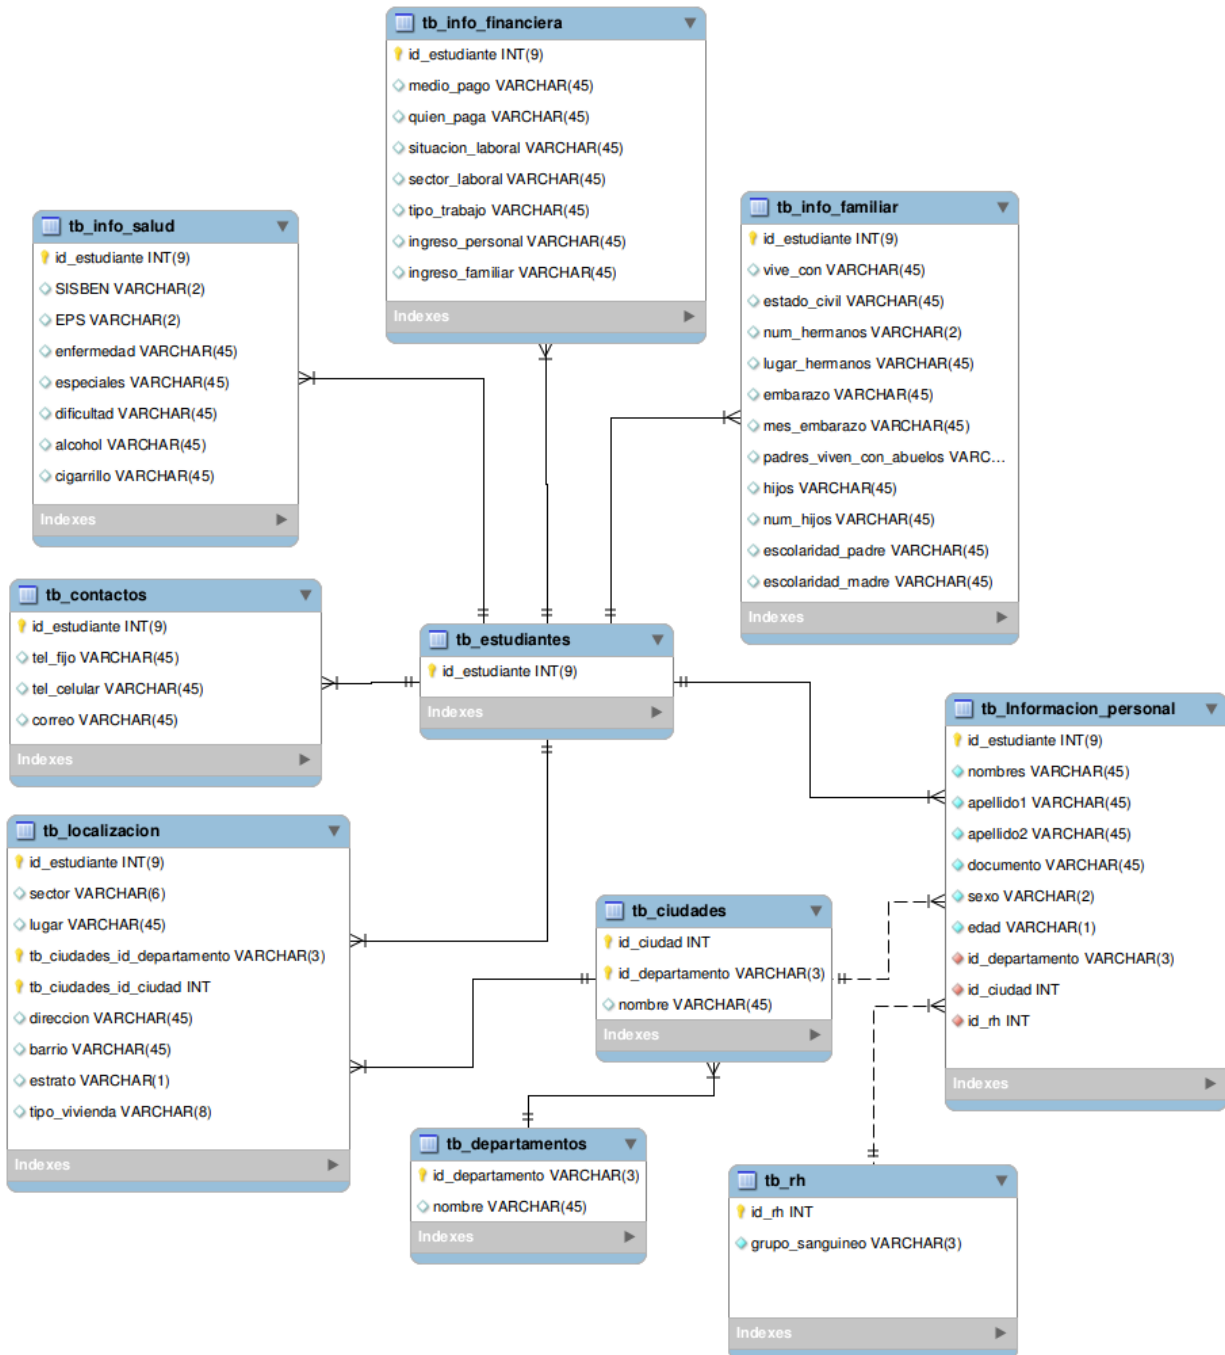 tb_info_financiera
id_estudiante INT(9)
medio_pago VARCHAR(45)
quien_paga VARCHAR(45)
situacion_laboral VARCHAR(45)
sector_laboral VARCHAR(45)
tipo_trabajo VARCHAR(45)
ingreso_personal VARCHAR(45)
ingreso_familiar VARCHAR(45)
Indexes
tb_info_salud
id_estudiante INT(9)
SISBEN VARCHAR(2)
EPS VARCHAR(2)
enfermedad VARCHAR(45)
especiales VARCHAR(45)
dificultad VARCHAR(45)
alcohol VARCHAR(45)
cigarrillo VARCHAR(45)
Indexes
tb_info_familiar
id_estudiante INT(9)
vive_con VARCHAR(45)
estado_civil VARCHAR(45)
num_hermanos VARCHAR(2)
lugar_hermanos VARCHAR(45)
embarazo VARCHAR(45)
mes_embarazo VARCHAR(45)
padres_viven_con_abuelos VARC...
hijos VARCHAR(45)
num_hijos VARCHAR(45)
escolaridad_padre VARCHAR(45)
escolaridad_madre VARCHAR(45)
Indexes
tb_contactos
id_estudiante INT(9)
tel_fijo VARCHAR(45)
tel_celular VARCHAR(45)
correo VARCHAR(45)
Indexes
tb_estudiantes
id_estudiante INT(9)
Indexes
tb_Informacion_personal
id_estudiante INT(9)
nombres VARCHAR(45)
apellido1 VARCHAR(45)
apellido2 VARCHAR(45)
documento VARCHAR(45)
sexo VARCHAR(2)
edad VARCHAR(1)
id_departamento VARCHAR(3)
id_ciudad INT
id_rh INT
Indexes
tb_localizacion
id_estudiante INT(9)
sector VARCHAR(6)
lugar VARCHAR(45)
tb_ciudades_id_departamento VARCHAR(3)
tb_ciudades_id_ciudad INT
direccion VARCHAR(45)
barrio VARCHAR(45)
estrato VARCHAR(1)
tipo_vivienda VARCHAR(8)
Indexes
tb_ciudades
id_ciudad INT
id_departamento VARCHAR(3)
nombre VARCHAR(45)
Indexes
tb_departamentos
id_departamento VARCHAR(3)
nombre VARCHAR(45)
Indexes
tb_rh
id_rh INT
grupo_sanguineo VARCHAR(3)
Indexes